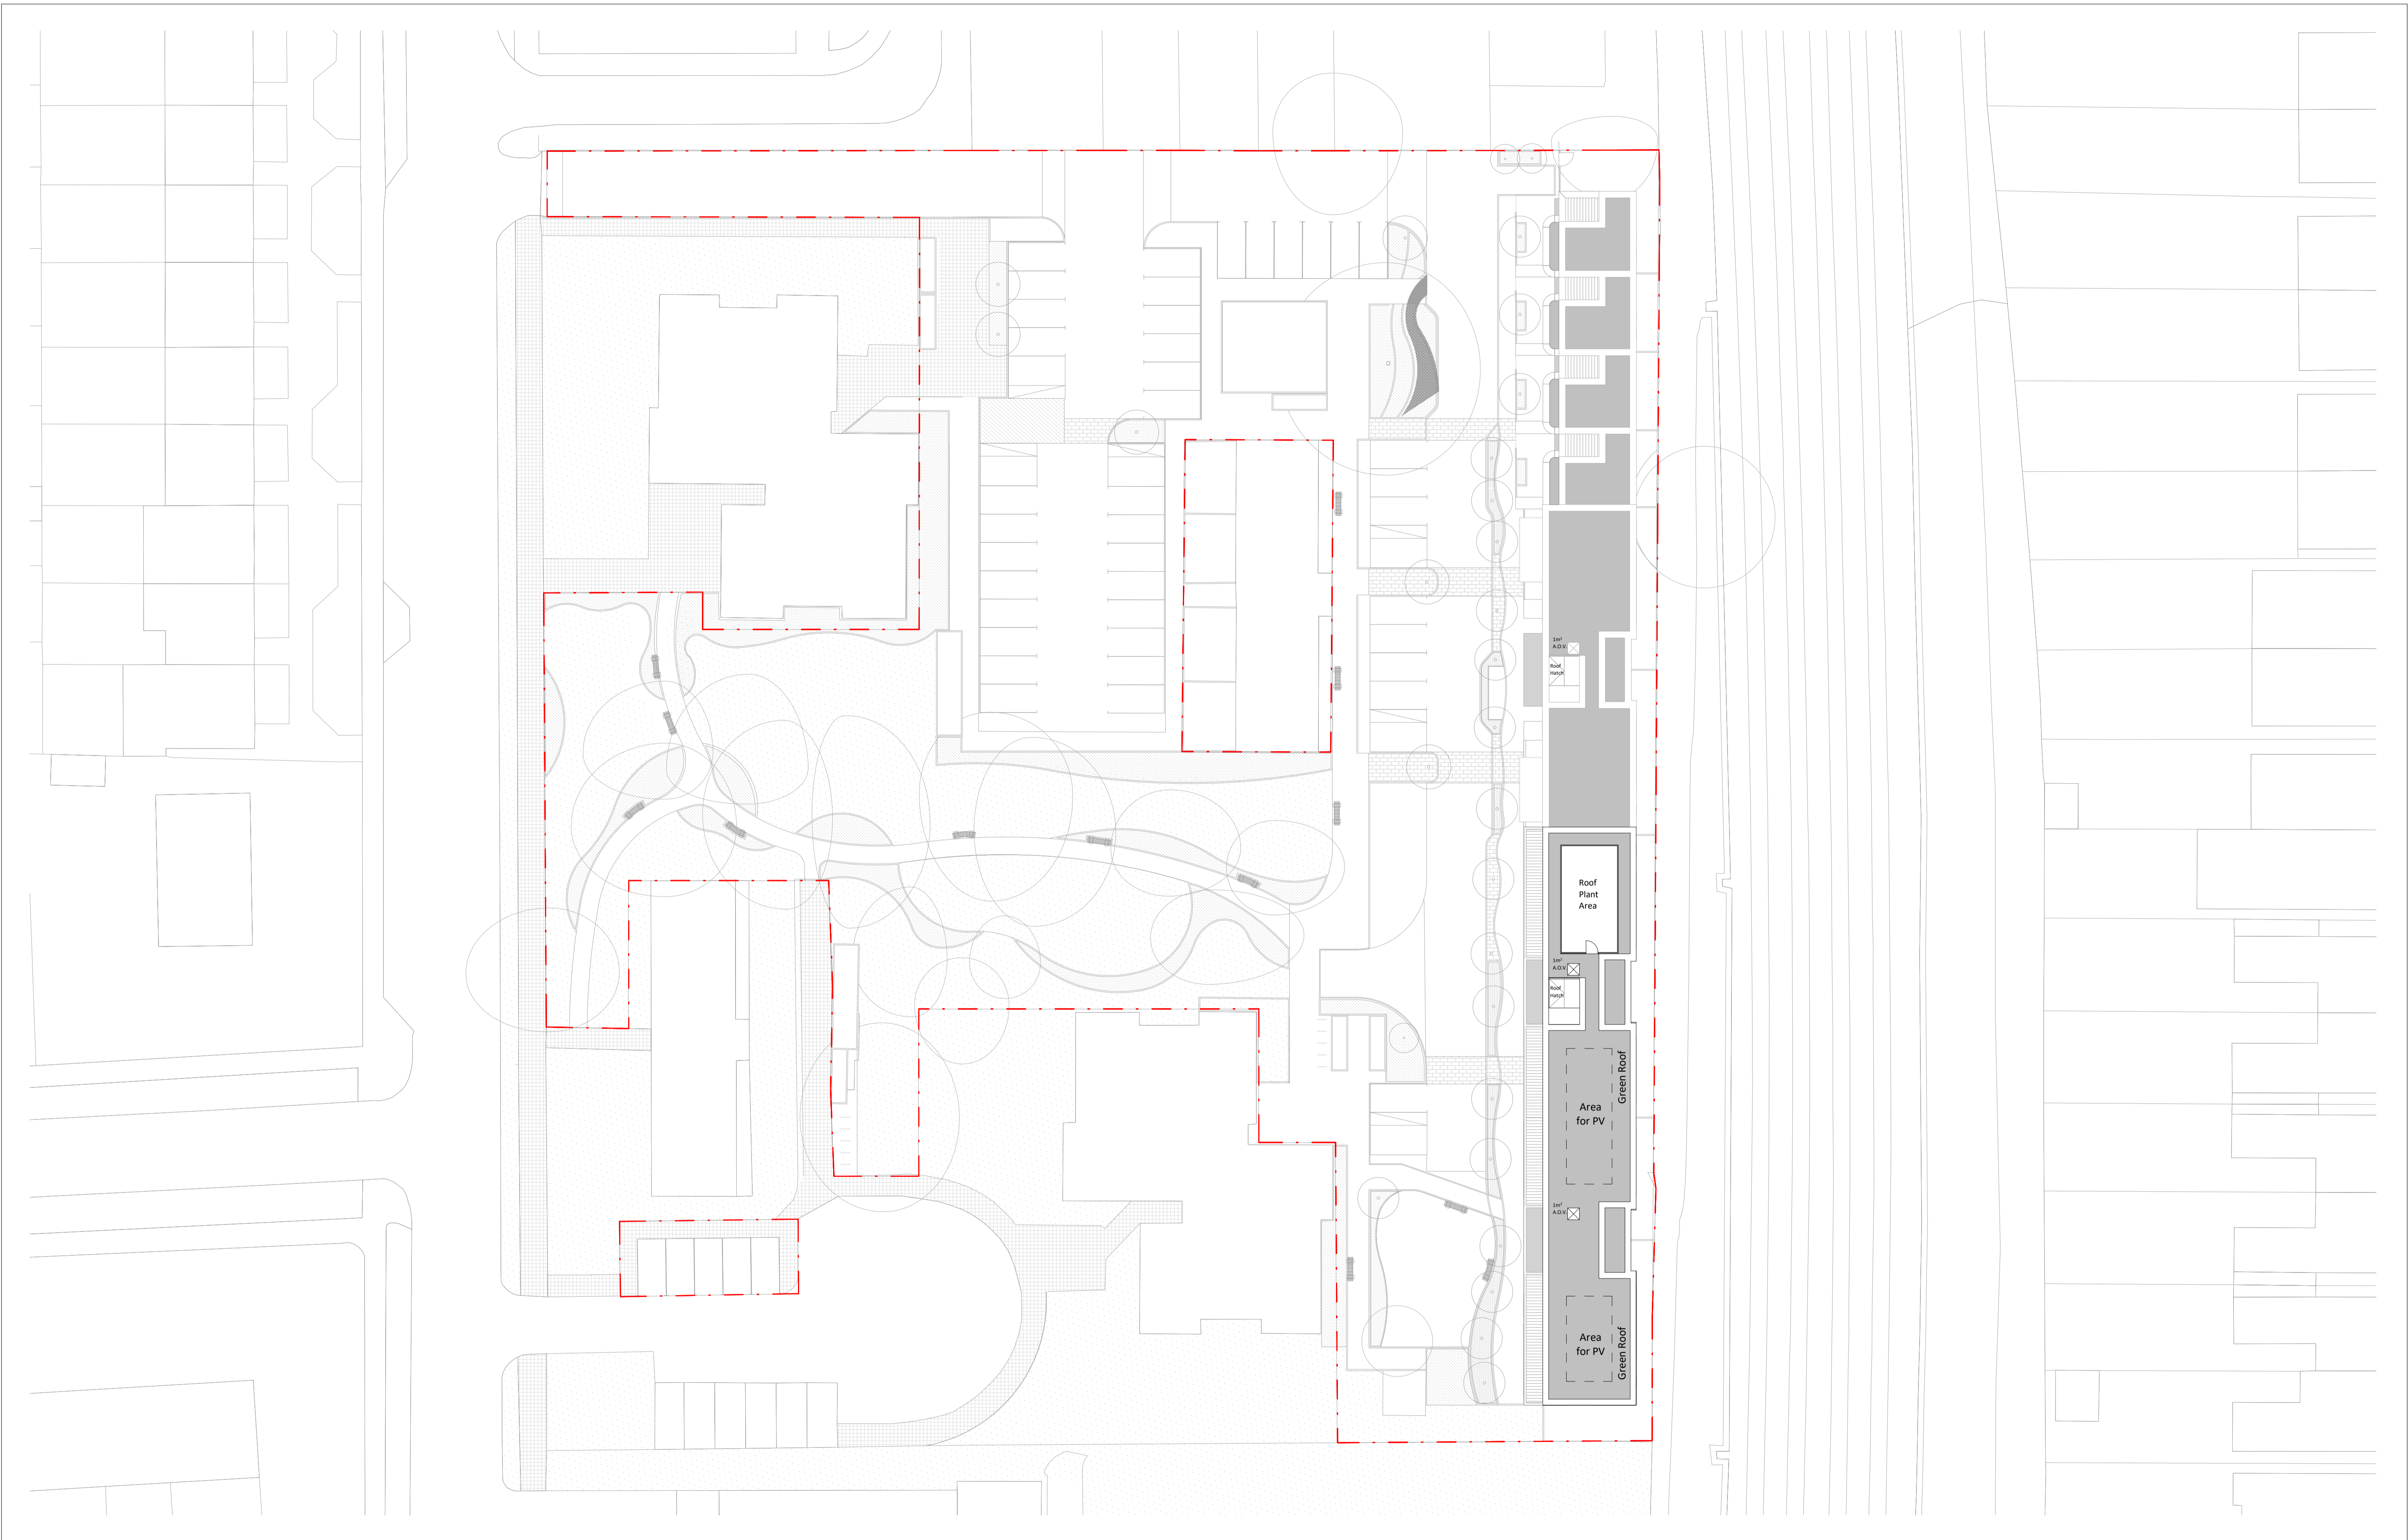 1m²
A.O.V.
Roof
Hatch
Roof
Plant
Area
1m²
A.O.V.
Roof
Hatch
Area
for PV
Green Roof
1m²
A.O.V.
Area
for PV
Green Roof